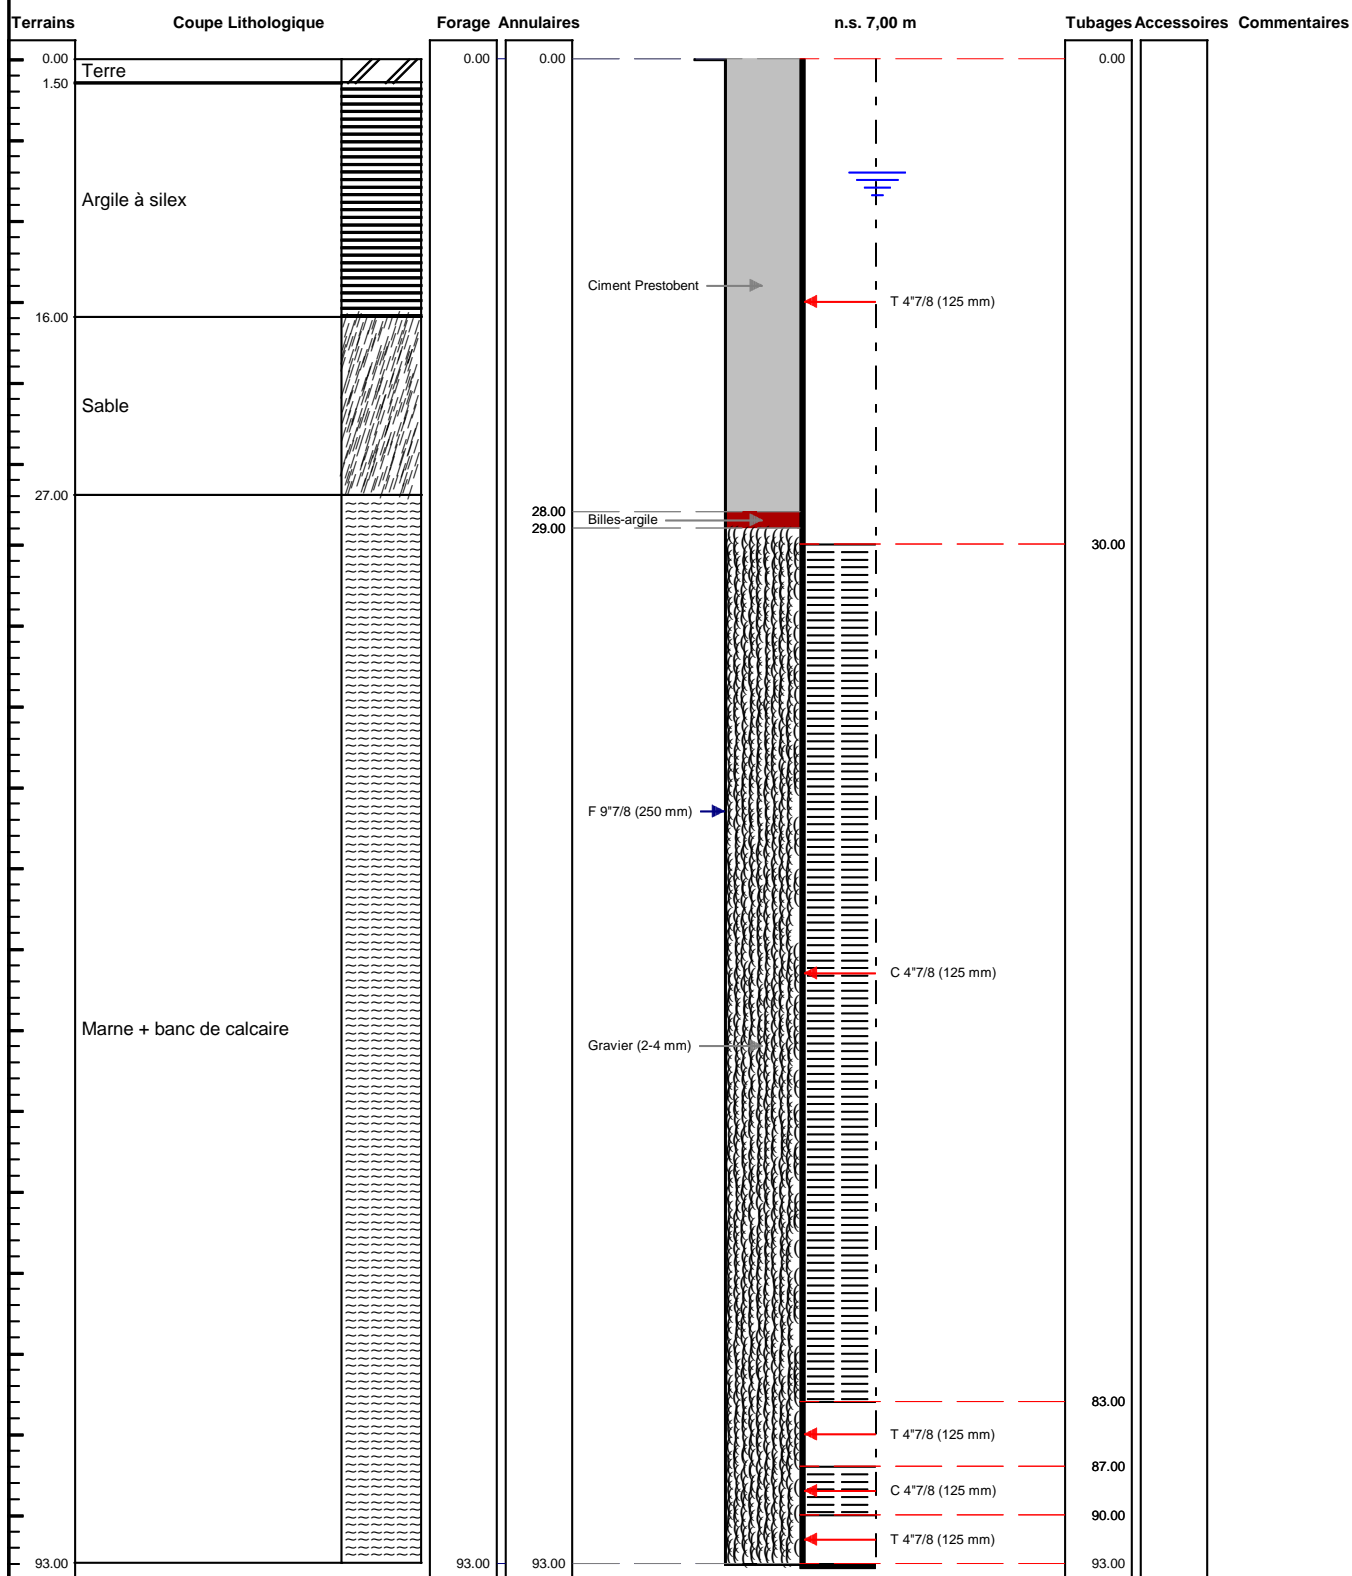 Terrains Coupe Lithologique Forage Annulaires n.s. 7,00 m Tubages Accessoires Commentaires
0.00 0.00 0.00 0.00
Terre
1.50
Argile à silex
Ciment Prestobent
T 4"7/8 (125 mm)
16.00
Sable
27.00
28.00
Billes-argile
29.00
30.00
F 9"7/8 (250 mm)
C 4"7/8 (125 mm)
Marne + banc de calcaire
Gravier (2-4 mm)
83.00
T 4"7/8 (125 mm)
87.00
C 4"7/8 (125 mm)
90.00
T 4"7/8 (125 mm)
93.00 93.00 93.00 93.00